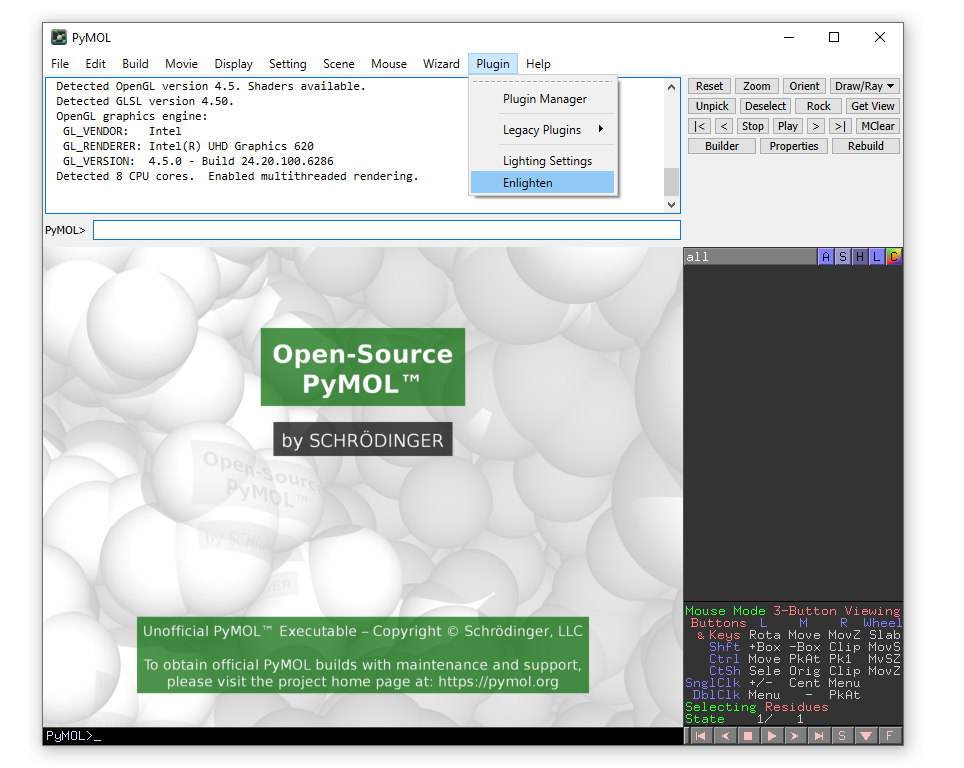 PyMOL
File Edit Build Movie Display Setting Scene Mouse Wizard Plugin Help
Detected OpenGL version 4.5. Shaders available.
Detected GLSL version 4.50.
OpenGL graphics engine:
GL_VENDOR: Intel
GL_RENDERER: Intel(R) UHD Graphics 620
GL_VERSION: 4.5.0 - Build 24.20.100.6286
Detected 8 CPU cores. Enabled multithreaded rendering.
Plugin Manager
Legacy Plugins
Lighting Settings
Enlighten
Reset Zoom Orient Draw/Ray
Unpick Deselect Rock Get View
|< < Stop Play > >| MClear
Builder Properties Rebuild
PyMOL>
all A S H L C
Open-Source
PyMOL™
by SCHRÖDINGER
Open-Source
PyMOL™
by SCHR
ER
Unofficial PyMOL™ Executable – Copyright © Schrödinger, LLC
To obtain official PyMOL builds with maintenance and support,
please visit the project home page at: https://pymol.org
Mouse Mode 3-Button Viewing
Buttons L M R Wheel
& Keys Rota Move MovZ Slab
Shft +Box -Box Clip MovS
Ctrl Move PkAt Pk1 MvSZ
CtSh Sele Orig Clip MovZ
SnglClk +/- Cent Menu
DblClk Menu - PkAt
Selecting Residues
State 1/ 1
PyMOL>_
S F